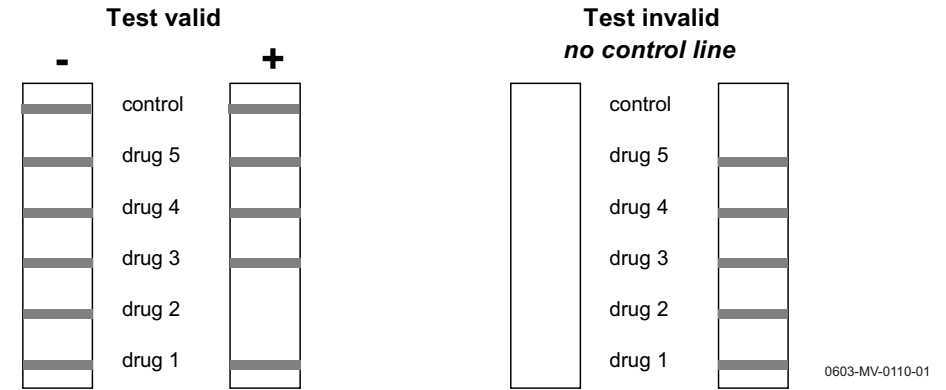 Test valid
Test invalid
no control line
- +
control
drug 5
drug 4
drug 3
drug 2
drug 1
control
drug 5
drug 4
drug 3
drug 2
drug 1
0603-MV-0110-01